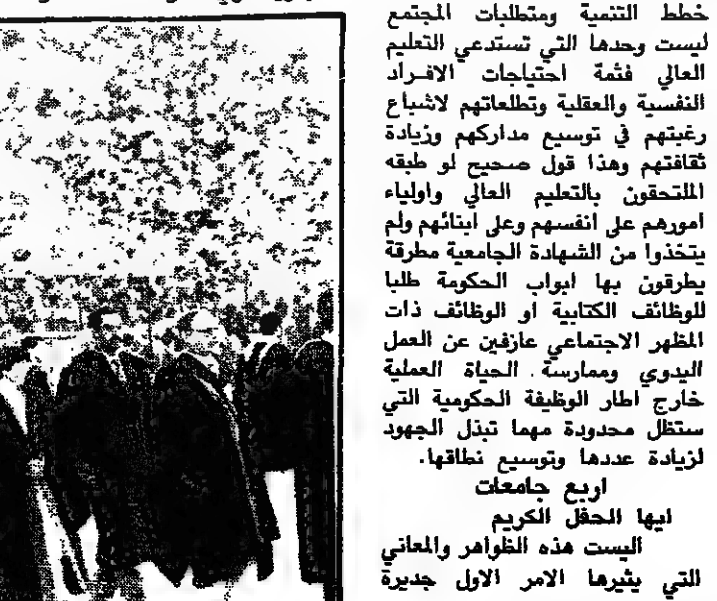 خطط التنمية ومتطلبات المجتمع
ليست وحدها التي تستدعي التعليم
العالي فثمة احتياجات الافراد
النفسية والعقلية وتطلعاتهم لاشباع
رغبتهم في توسيع مداركهم وزيادة
ثقافتهم وهذا قول صحيح لو طبقه
الملتحقون بالتعليم العالي واولياء
امورهم على انفسهم وعلى ابنائهم ولم
يتخذوا من الشهادة الجامعية مطرقة
يطرقون بها ابواب الحكومة طلبا
للوظائف الكتابية او الوظائف ذات
المظهر الاجتماعي عازفين عن العمل
اليدوي وممارسة الحياة العملية
خارج اطار الوظيفة الحكومية التي
ستظل محدودة مهما تبذل الجهود
لزيادة عددها وتوسيع نطاقها.
اربع جامعات
ايها الحفل الكريم
اليست هذه الظواهر والمعاني
التي يثيرها الامر الاول جديرة